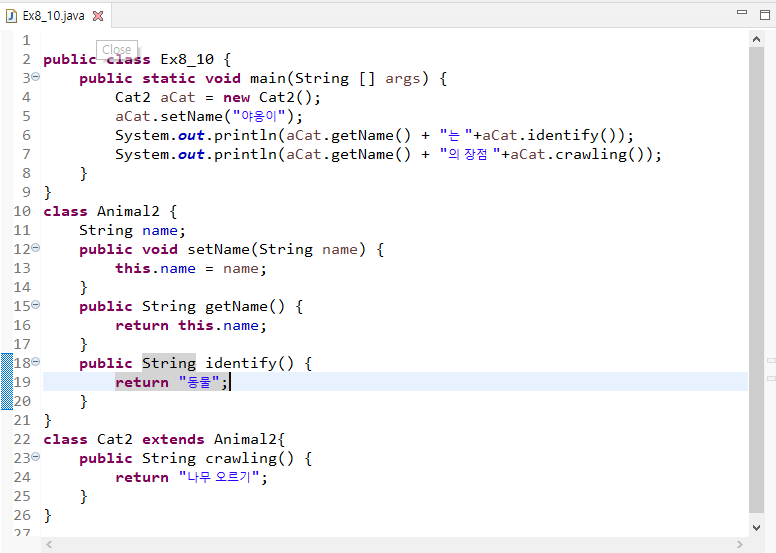 Ex8_10.java
Close
1
2 public class Ex8_10 {
3 public static void main(String [] args) {
4 Cat2 aCat = new Cat2();
5 aCat.setName("야옹이");
6 System.out.println(aCat.getName() + "는 "+aCat.identify());
7 System.out.println(aCat.getName() + "의 장점 "+aCat.crawling());
8 }
9 }
10 class Animal2 {
11 String name;
12 public void setName(String name) {
13 this.name = name;
14 }
15 public String getName() {
16 return this.name;
17 }
18 public String identify() {
19 return "동물";
20 }
21 }
22 class Cat2 extends Animal2{
23 public String crawling() {
24 return "나무 오르기";
25 }
26 }
27